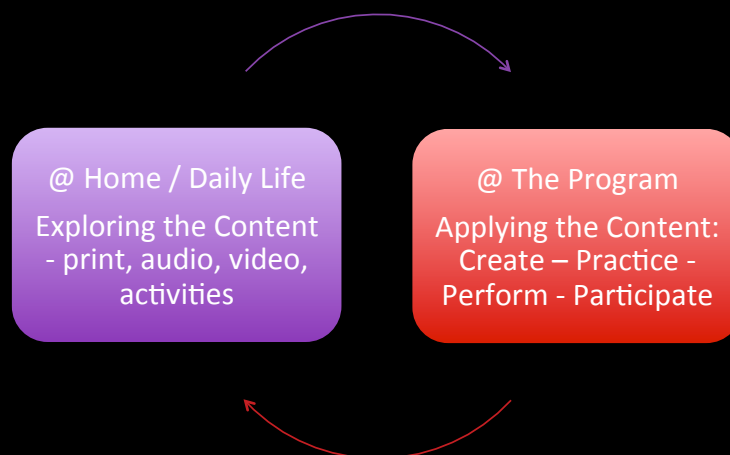 @ Home / Daily Life
Exploring the Content
- print, audio, video,
activities
@ The Program
Applying the Content:
Create – Practice -
Perform - Participate